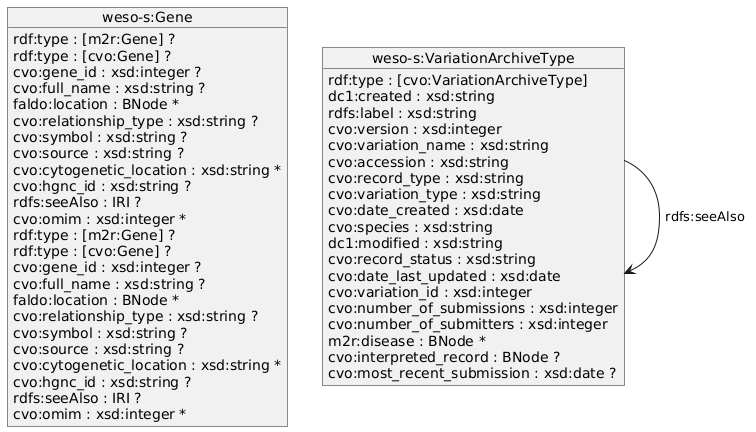 weso-s:Gene
rdf:type : [m2r:Gene] ?
rdf:type : [cvo:Gene] ?
cvo:gene_id : xsd:integer ?
cvo:full_name : xsd:string ?
faldo:location : BNode *
cvo:relationship_type : xsd:string ?
cvo:symbol : xsd:string ?
cvo:source : xsd:string ?
cvo:cytogenetic_location : xsd:string *
cvo:hgnc_id : xsd:string ?
rdfs:seeAlso : IRI ?
cvo:omim : xsd:integer *
rdf:type : [m2r:Gene] ?
rdf:type : [cvo:Gene] ?
cvo:gene_id : xsd:integer ?
cvo:full_name : xsd:string ?
faldo:location : BNode *
cvo:relationship_type : xsd:string ?
cvo:symbol : xsd:string ?
cvo:source : xsd:string ?
cvo:cytogenetic_location : xsd:string *
cvo:hgnc_id : xsd:string ?
rdfs:seeAlso : IRI ?
cvo:omim : xsd:integer *
weso-s:VariationArchiveType
rdf:type : [cvo:VariationArchiveType]
dc1:created : xsd:string
rdfs:label : xsd:string
cvo:version : xsd:integer
cvo:variation_name : xsd:string
cvo:accession : xsd:string
cvo:record_type : xsd:string
cvo:variation_type : xsd:string
cvo:date_created : xsd:date
cvo:species : xsd:string
dc1:modified : xsd:string
cvo:record_status : xsd:string
cvo:date_last_updated : xsd:date
cvo:variation_id : xsd:integer
cvo:number_of_submissions : xsd:integer
cvo:number_of_submitters : xsd:integer
m2r:disease : BNode *
cvo:interpreted_record : BNode ?
cvo:most_recent_submission : xsd:date ?
rdfs:seeAlso